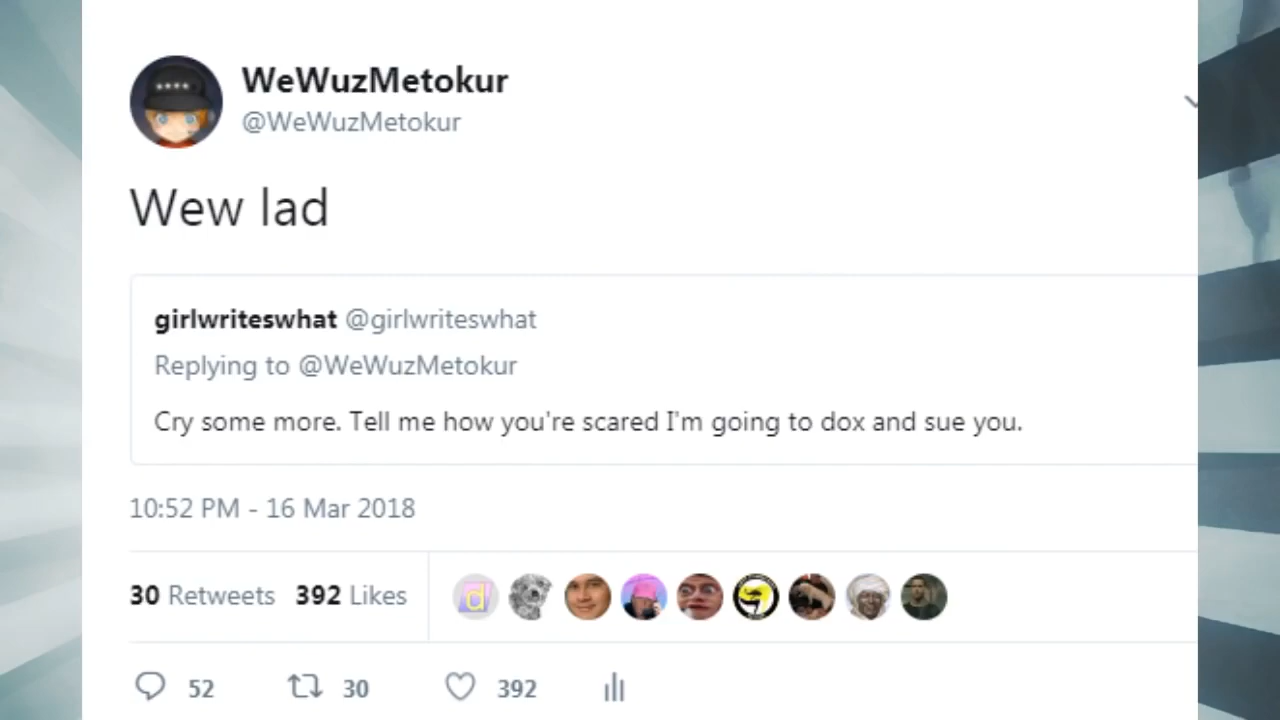 WeWuzMetokur
@WeWuzMetokur
Wew lad
girlwriteswhat @girlwriteswhat
Replying to @WeWuzMetokur
Cry some more. Tell me how you're scared I'm going to dox and sue you.
10:52 PM - 16 Mar 2018
30 Retweets 392 Likes
52 30 392